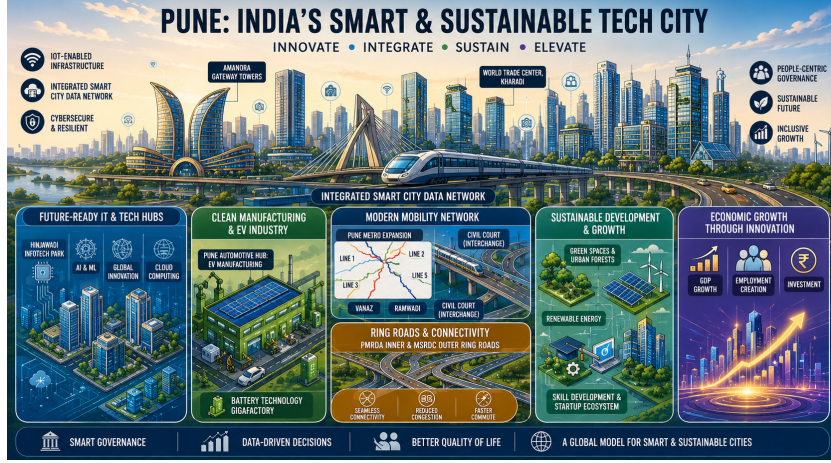 PUNE: INDIA'S SMART & SUSTAINABLE TECH CITY
INNOVATE • INTEGRATE • SUSTAIN • ELEVATE
IOT-ENABLED
INFRASTRUCTURE
INTEGRATED SMART
CITY DATA NETWORK
CYBERSECURE
& RESILIENT
AMANORA
GATEWAY TOWERS
WORLD TRADE CENTER,
KHARADI
PEOPLE-CENTRIC
GOVERNANCE
SUSTAINABLE
FUTURE
INCLUSIVE
GROWTH
INTEGRATED SMART CITY DATA NETWORK
FUTURE-READY IT & TECH HUBS
HINJAWADI
INFOTECH PARK
AI & ML
GLOBAL
INNOVATION
CLOUD
COMPUTING
CLEAN MANUFACTURING
& EV INDUSTRY
PUNE AUTOMOTIVE HUB:
EV MANUFACTURING
BATTERY TECHNOLOGY
GIGAFACTORY
MODERN MOBILITY NETWORK
PUNE METRO EXPANSION
LINE 1
LINE 2
LINE 3
LINE 5
VANAZ
RAMWADI
CIVIL COURT
(INTERCHANGE)
CIVIL COURT
(INTERCHANGE)
RING ROADS & CONNECTIVITY
PMRDA INNER & MSRDC OUTER RING ROADS
SEAMLESS
CONNECTIVITY
REDUCED
CONGESTION
FASTER
COMMUTE
SUSTAINABLE DEVELOPMENT
& GROWTH
GREEN SPACES &
URBAN FORESTS
RENEWABLE ENERGY
SKILL DEVELOPMENT &
STARTUP ECOSYSTEM
ECONOMIC GROWTH
THROUGH INNOVATION
GDP
GROWTH
EMPLOYMENT
CREATION
₹
INVESTMENT
SMART GOVERNANCE
DATA-DRIVEN DECISIONS
BETTER QUALITY OF LIFE
A GLOBAL MODEL FOR SMART & SUSTAINABLE CITIES